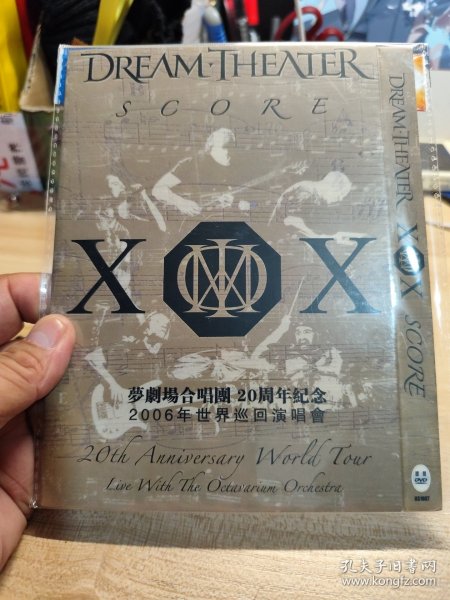 DREAM·THEATER
SCORE
X X
夢劇場合唱團 20周年紀念
2006年世界巡回演唱會
20th Anniversary World Tour
Live With The Octavarium Orchestra
DREAM·THEATER X X SCORE
DVD
孔夫子旧书网
www.kongfz.com